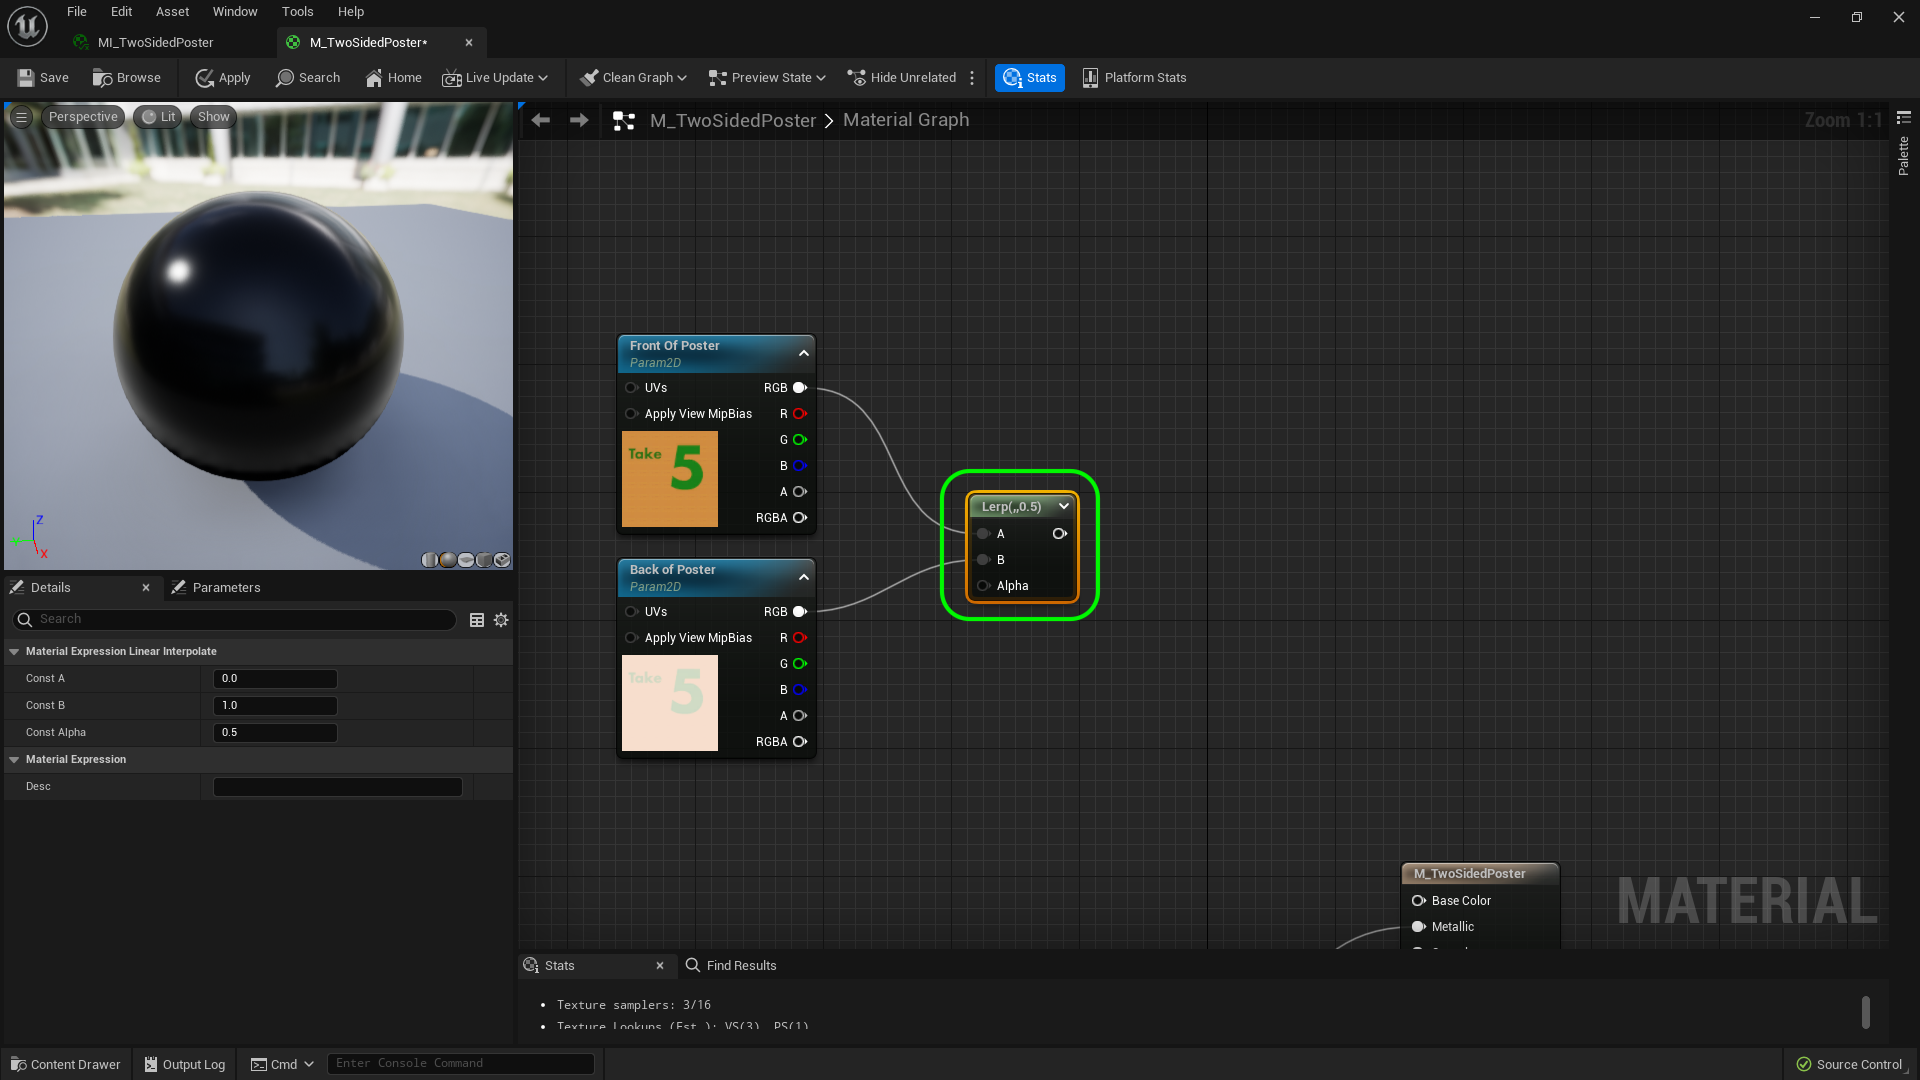 File Edit Asset Window Tools Help
MI_TwoSidedPoster
M_TwoSidedPoster*
Save Browse Apply Search Home Live Update Clean Graph Preview State Hide Unrelated Stats Platform Stats
Perspective Lit Show
M_TwoSidedPoster > Material Graph
Zoom 1:1
Palette
Front Of Poster
Param2D
UVs RGB
Apply View MipBias R
G
B
A
RGBA
Take 5
Lerp(,,0.5)
A
B
Alpha
Back of Poster
Param2D
UVs RGB
Apply View MipBias R
G
B
A
RGBA
Take 5
Z
X
Details Parameters
Search
Material Expression Linear Interpolate
Const A 0.0
Const B 1.0
Const Alpha 0.5
Material Expression
Desc
M_TwoSidedPoster
Base Color
Metallic
MATERIAL
Stats Find Results
• Texture samplers: 3/16
• Texture Lookups (Est.): VS(3), PS(1)
Content Drawer Output Log Cmd Enter Console Command Source Control